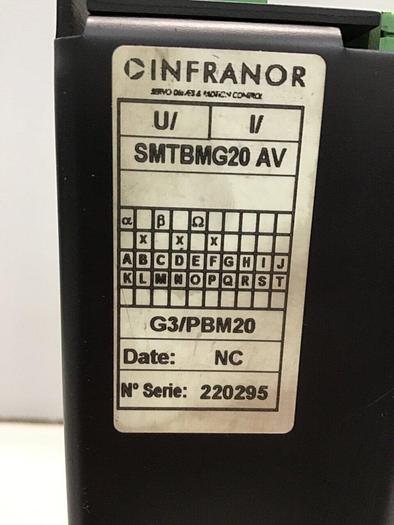 INFRANOR
SERVO DRIVES & MOTION CONTROL
U/ I/
SMTBMG20 AV
α β Ω
X X X
A B C D E F G H I J
K L M N O P Q R S T
G3/PBM20
Date: NC
N° Serie: 220295